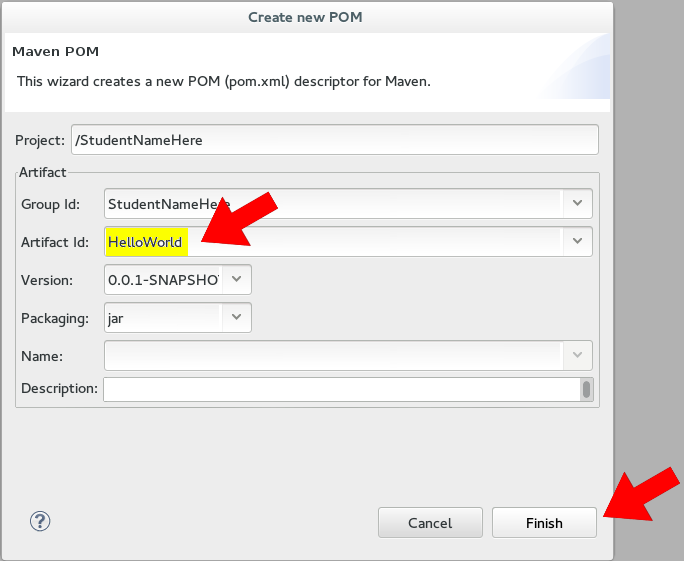 Create new POM
Maven POM
This wizard creates a new POM (pom.xml) descriptor for Maven.
Project: /StudentNameHere
Artifact
Group Id: StudentNameHere
Artifact Id: HelloWorld
Version: 0.0.1-SNAPSHOT
Packaging: jar
Name:
Description:
? Cancel Finish